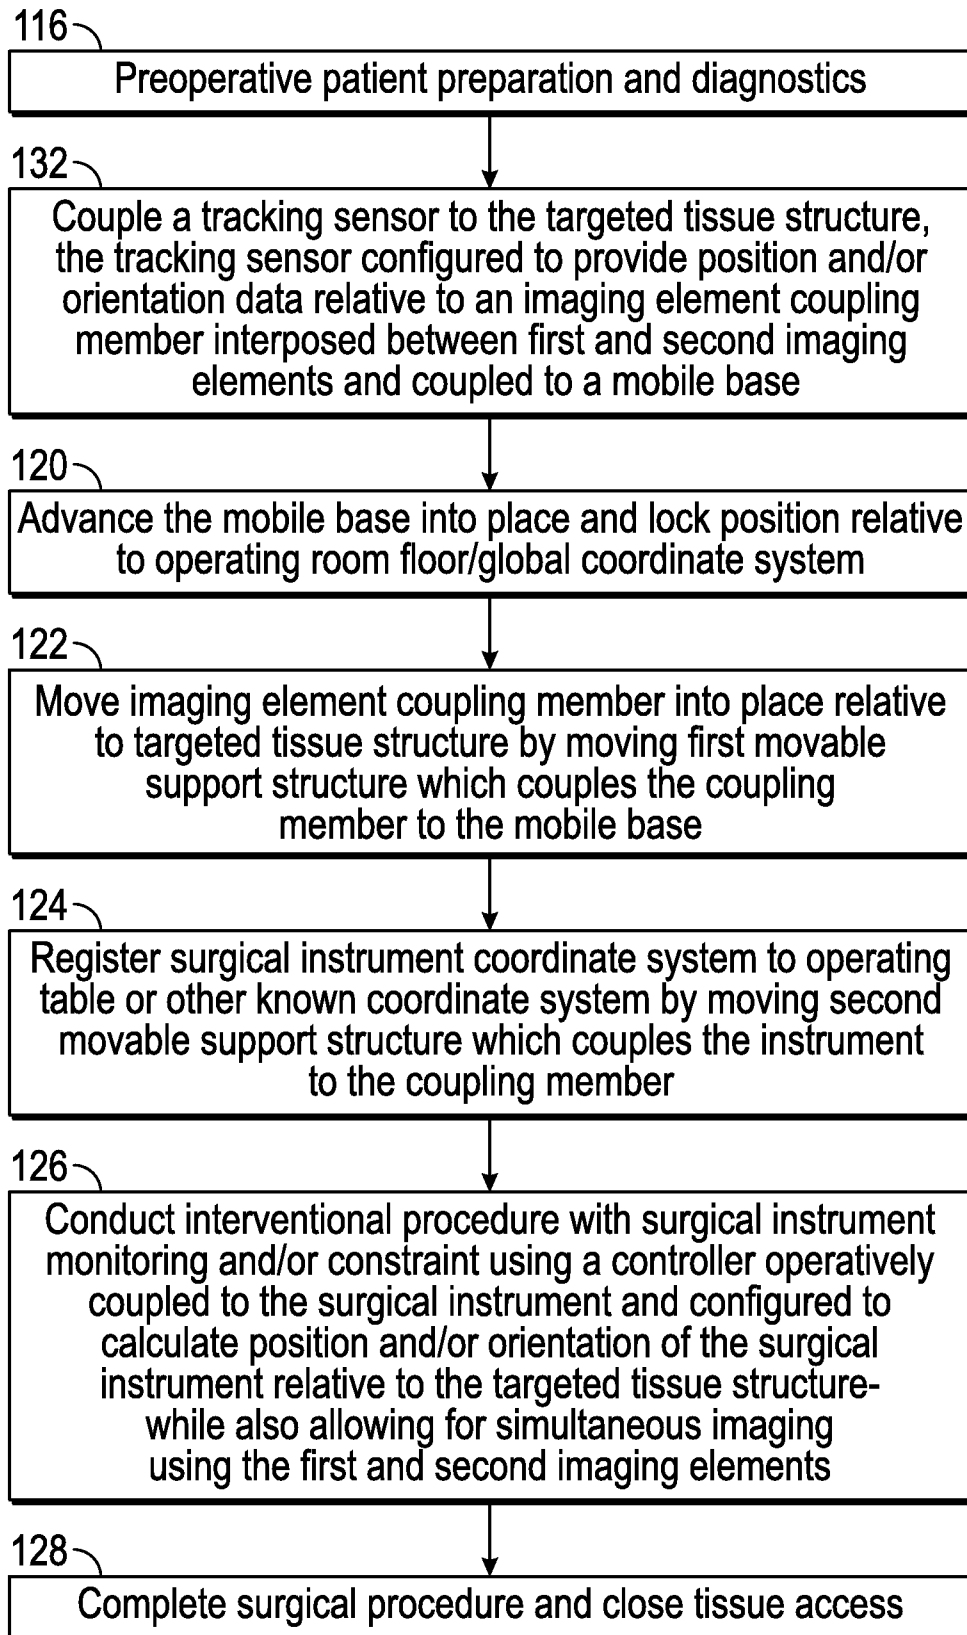 116
Preoperative patient preparation and diagnostics
132
Couple a tracking sensor to the targeted tissue structure,
the tracking sensor configured to provide position and/or
orientation data relative to an imaging element coupling
member interposed between first and second imaging
elements and coupled to a mobile base
120
Advance the mobile base into place and lock position relative
to operating room floor/global coordinate system
122
Move imaging element coupling member into place relative
to targeted tissue structure by moving first movable
support structure which couples the coupling
member to the mobile base
124
Register surgical instrument coordinate system to operating
table or other known coordinate system by moving second
movable support structure which couples the instrument
to the coupling member
126
Conduct interventional procedure with surgical instrument
monitoring and/or constraint using a controller operatively
coupled to the surgical instrument and configured to
calculate position and/or orientation of the surgical
instrument relative to the targeted tissue structure-
while also allowing for simultaneous imaging
using the first and second imaging elements
128
Complete surgical procedure and close tissue access